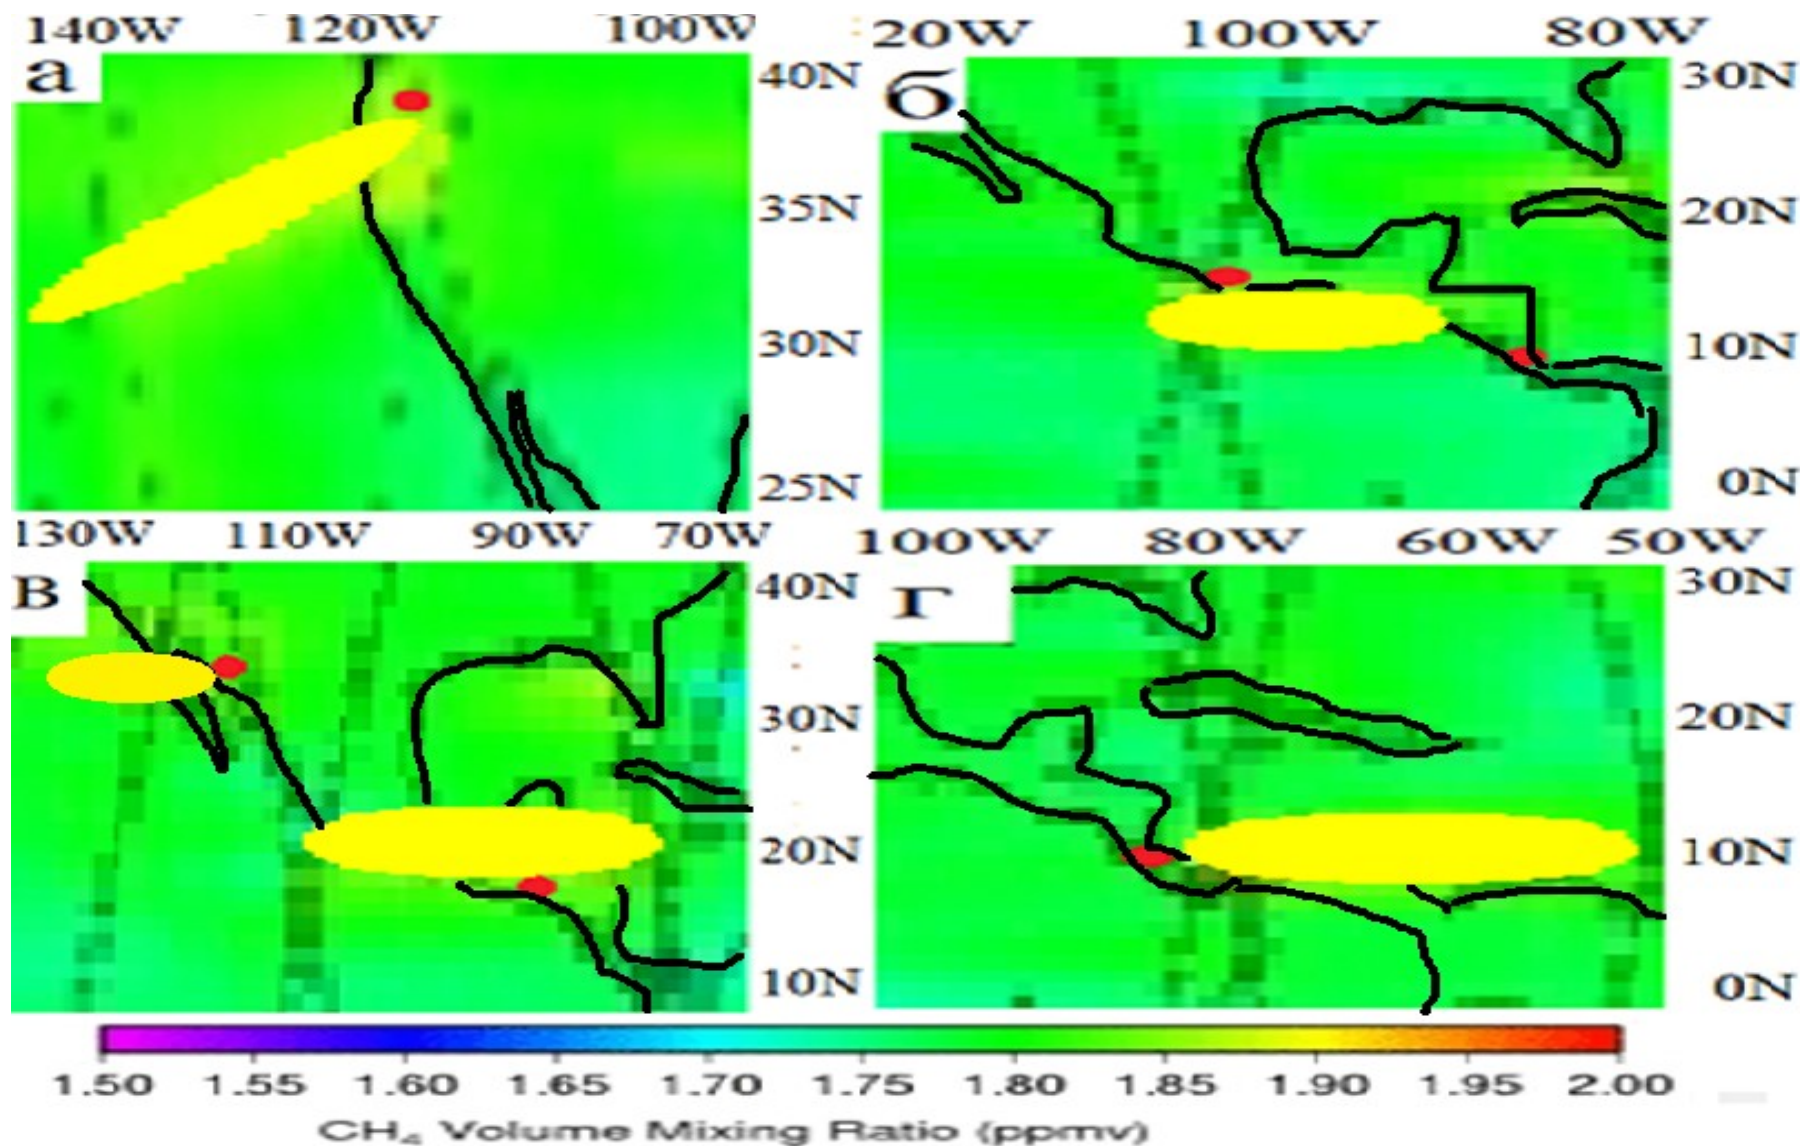 140W 120W 100W
20W 100W 80W
а
40N
35N
30N
25N
б
30N
20N
10N
0N
130W 110W 90W 70W
100W 80W 60W 50W
в
40N
30N
20N
10N
г
30N
20N
10N
0N
1.50 1.55 1.60 1.65 1.70 1.75 1.80 1.85 1.90 1.95 2.00
CH₄ Volume Mixing Ratio (ppmv)